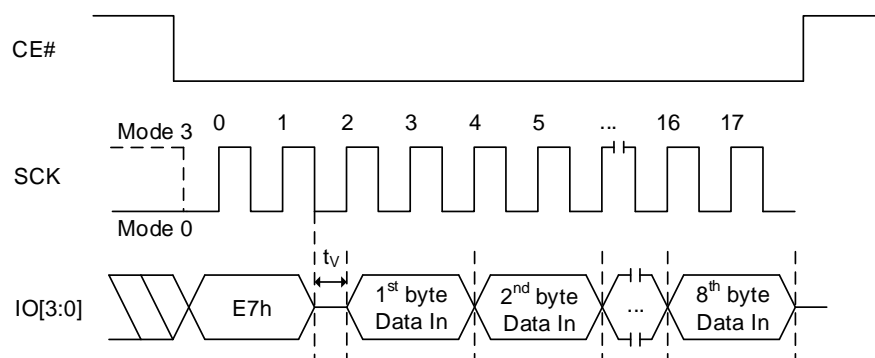 CE#
Mode 3
0 1 2 3 4 5 ... 16 17
SCK
Mode 0
tV
IO[3:0]
E7h
1st byte
Data In
2nd byte
Data In
...
8th byte
Data In